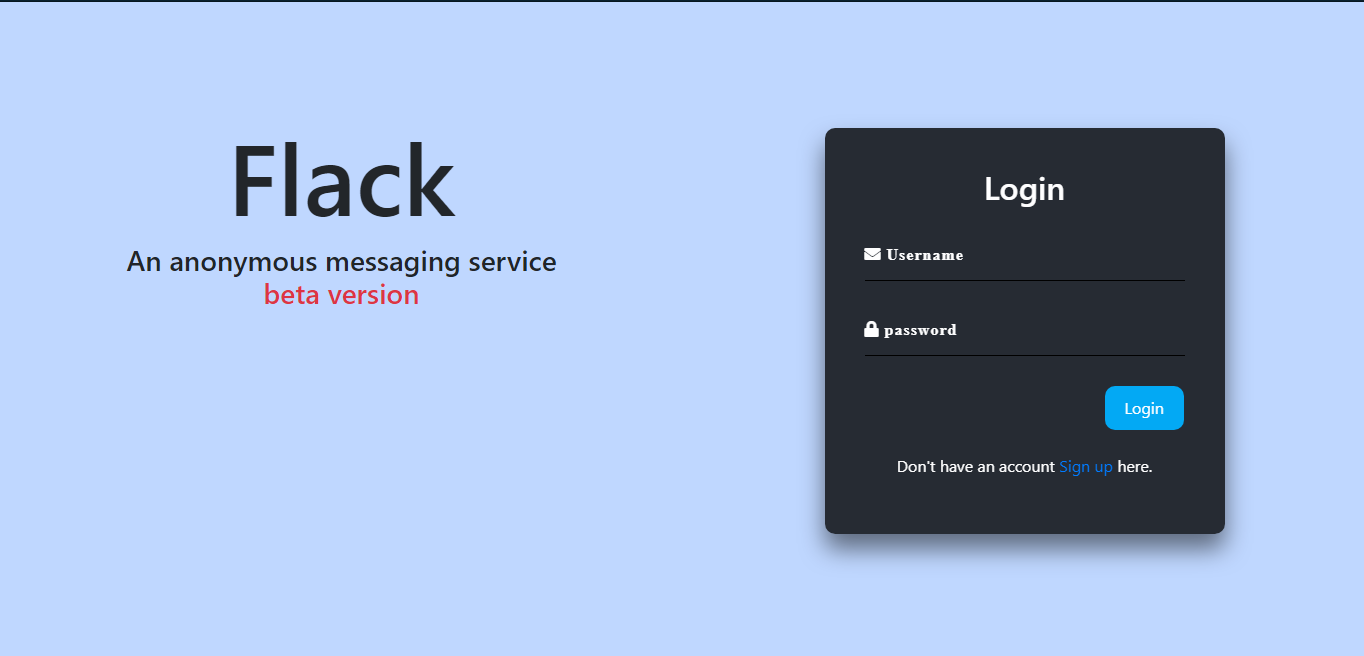 Flack
An anonymous messaging service
beta version
Login
Username
password
Login
Don't have an account Sign up here.